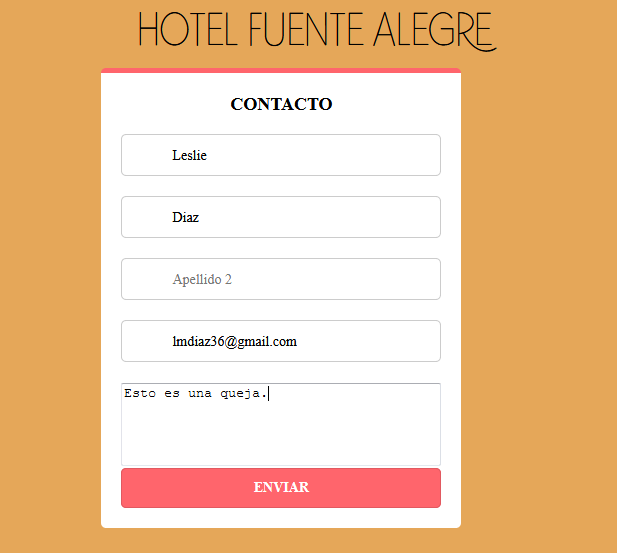 HOTEL FUENTE ALEGRE
CONTACTO
Leslie
Diaz
Apellido 2
lmdiaz36@gmail.com
Esto es una queja.
ENVIAR